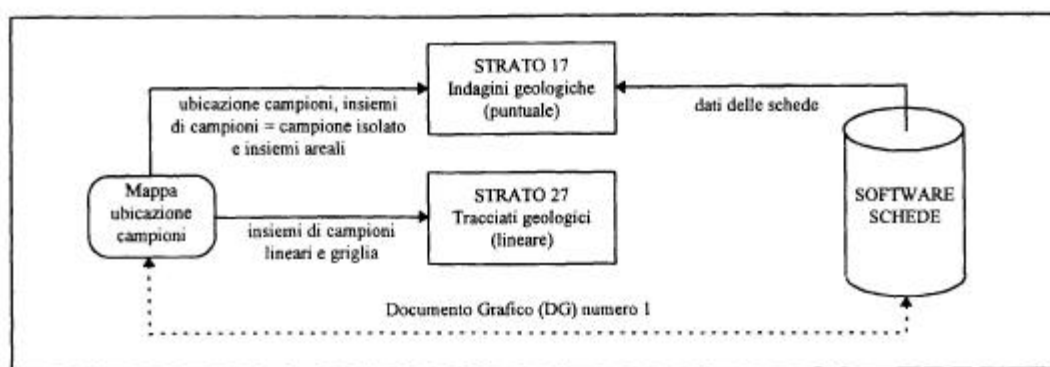 STRATO 17
Indagini geologiche
(puntuale)
ubicazione campioni, insiemi
di campioni = campione isolato
e insiemi areali
dati delle schede
Mappa
ubicazione
campioni
STRATO 27
Tracciati geologici
(lineare)
insiemi di campioni
lineari e griglia
SOFTWARE
SCHEDE
Documento Grafico (DG) numero 1